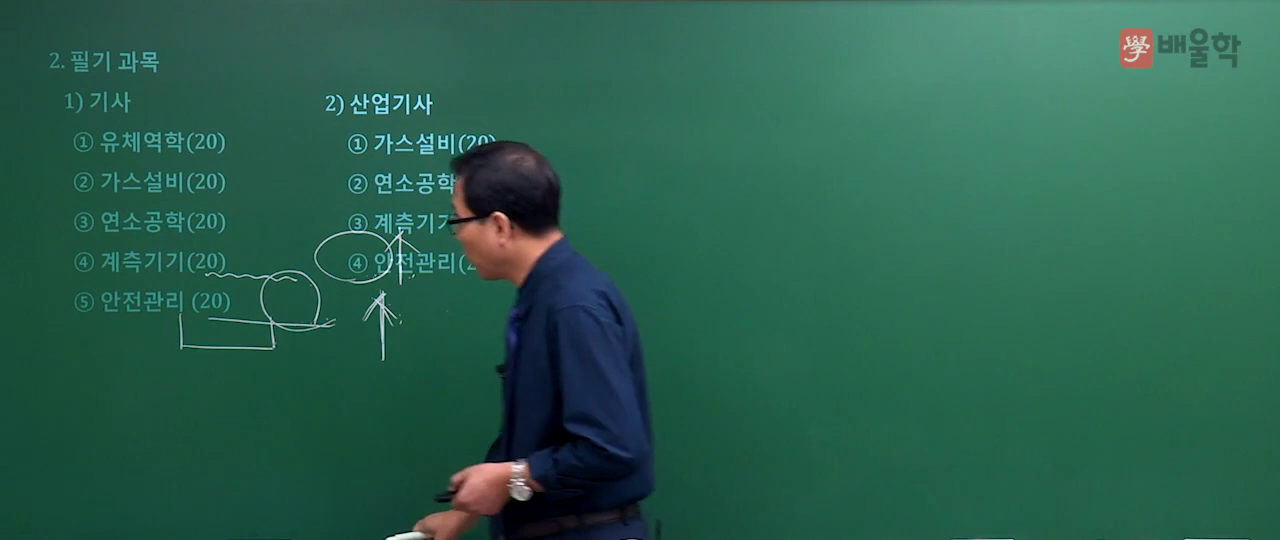 學 배울학
2. 필기 과목
1) 기사
① 유체역학(20)
② 가스설비(20)
③ 연소공학(20)
④ 계측기기(20)
⑤ 안전관리 (20)
2) 산업기사
① 가스설비(20)
② 연소공학
③ 계측기기
④ 안전관리(2